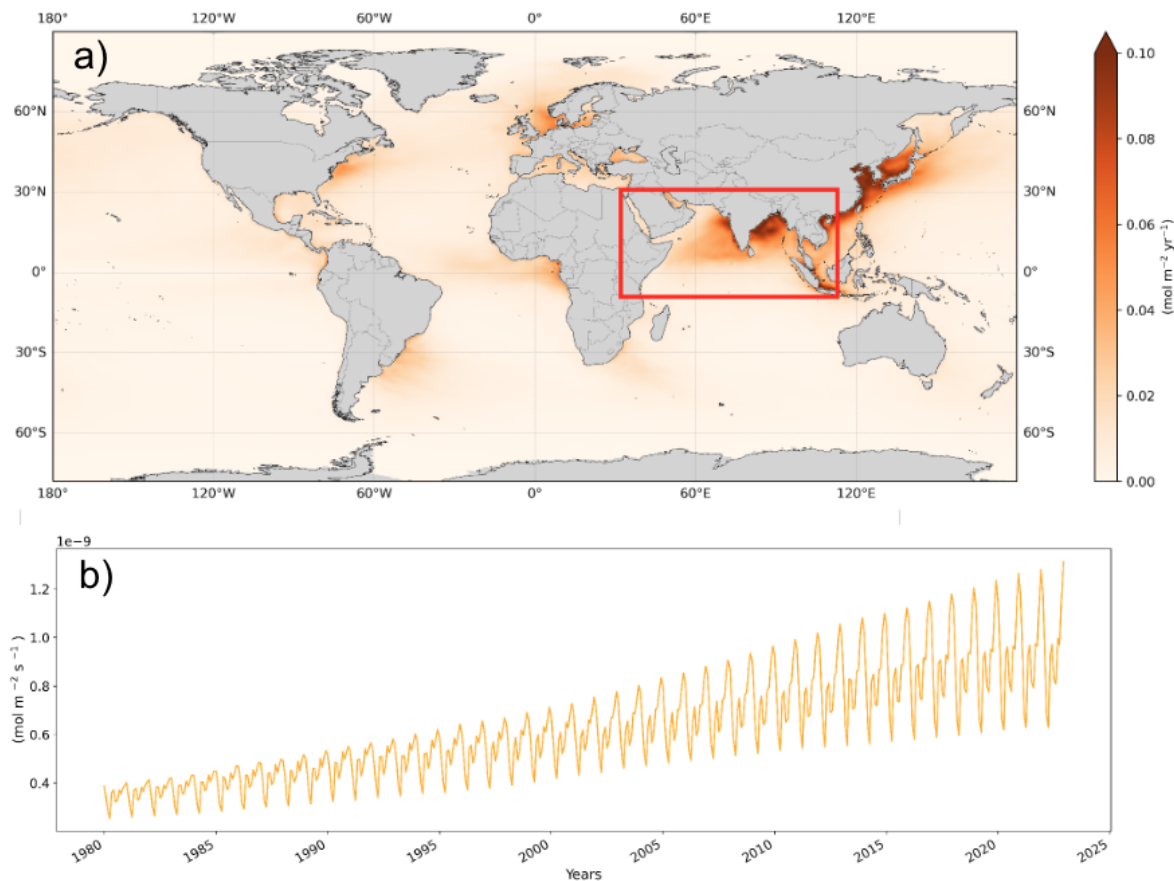 180° 120°W 60°W 0° 60°E 120°E
a)
0.10
60°N 60°N
0.08
30°N 30°N
0.06
0° 0°
(mol m⁻² yr⁻¹)
0.04
30°S 30°S
0.02
60°S 60°S
0.00
180° 120°W 60°W 0° 60°E 120°E
1e−9
b)
1.2
1.0
0.8
0.6
0.4
(mol m ⁻² s ⁻¹ )
1980 1985 1990 1995 2000 2005 2010 2015 2020 2025
Years